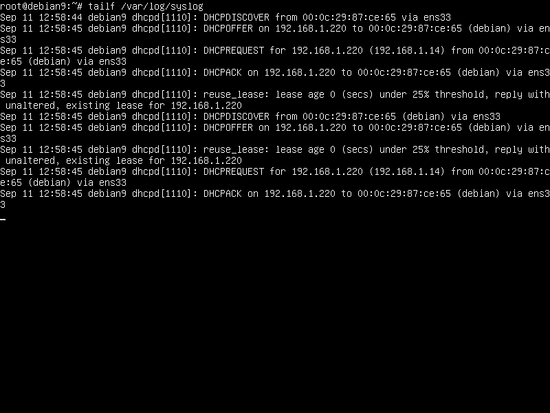 root@debian9:~# tailf /var/log/syslog
Sep 11 12:58:44 debian9 dhcpd[1110]: DHCPDISCOVER from 00:0c:29:87:ce:65 via ens33
Sep 11 12:58:45 debian9 dhcpd[1110]: DHCPOFFER on 192.168.1.220 to 00:0c:29:87:ce:65 (debian) via en
s33
Sep 11 12:58:45 debian9 dhcpd[1110]: DHCPREQUEST for 192.168.1.220 (192.168.1.14) from 00:0c:29:87:c
e:65 (debian) via ens33
Sep 11 12:58:45 debian9 dhcpd[1110]: DHCPACK on 192.168.1.220 to 00:0c:29:87:ce:65 (debian) via ens3
3
Sep 11 12:58:45 debian9 dhcpd[1110]: reuse_lease: lease age 0 (secs) under 25% threshold, reply with
 unaltered, existing lease for 192.168.1.220
Sep 11 12:58:45 debian9 dhcpd[1110]: DHCPDISCOVER from 00:0c:29:87:ce:65 (debian) via ens33
Sep 11 12:58:45 debian9 dhcpd[1110]: DHCPOFFER on 192.168.1.220 to 00:0c:29:87:ce:65 (debian) via en
s33
Sep 11 12:58:45 debian9 dhcpd[1110]: reuse_lease: lease age 0 (secs) under 25% threshold, reply with
 unaltered, existing lease for 192.168.1.220
Sep 11 12:58:45 debian9 dhcpd[1110]: DHCPREQUEST for 192.168.1.220 (192.168.1.14) from 00:0c:29:87:c
e:65 (debian) via ens33
Sep 11 12:58:45 debian9 dhcpd[1110]: DHCPACK on 192.168.1.220 to 00:0c:29:87:ce:65 (debian) via ens3
3